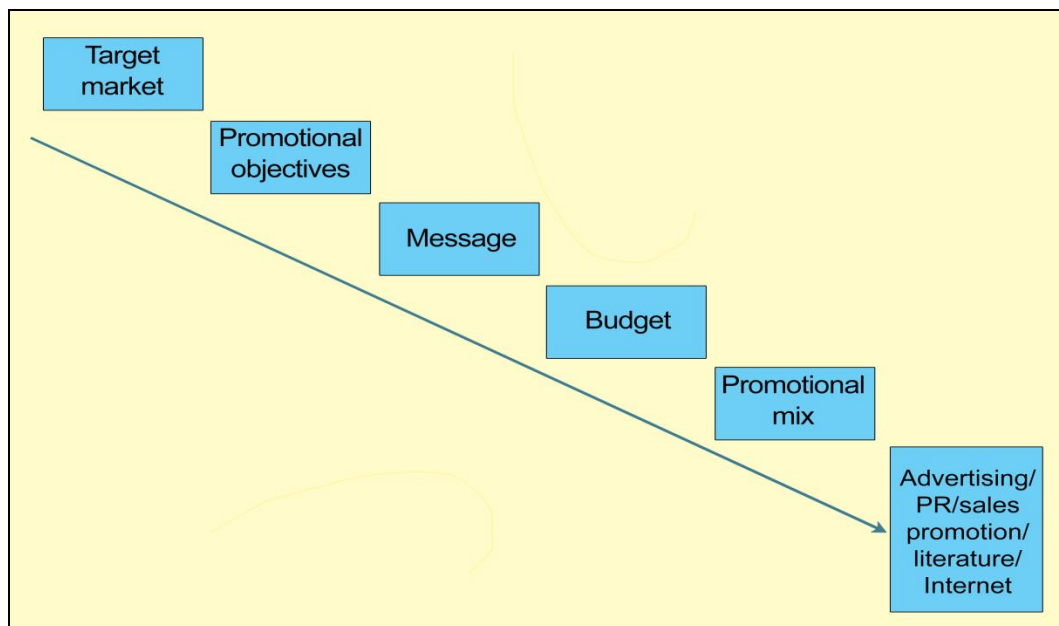 Target
market
Promotional
objectives
Message
Budget
Promotional
mix
Advertising/
PR/sales
promotion/
literature/
Internet